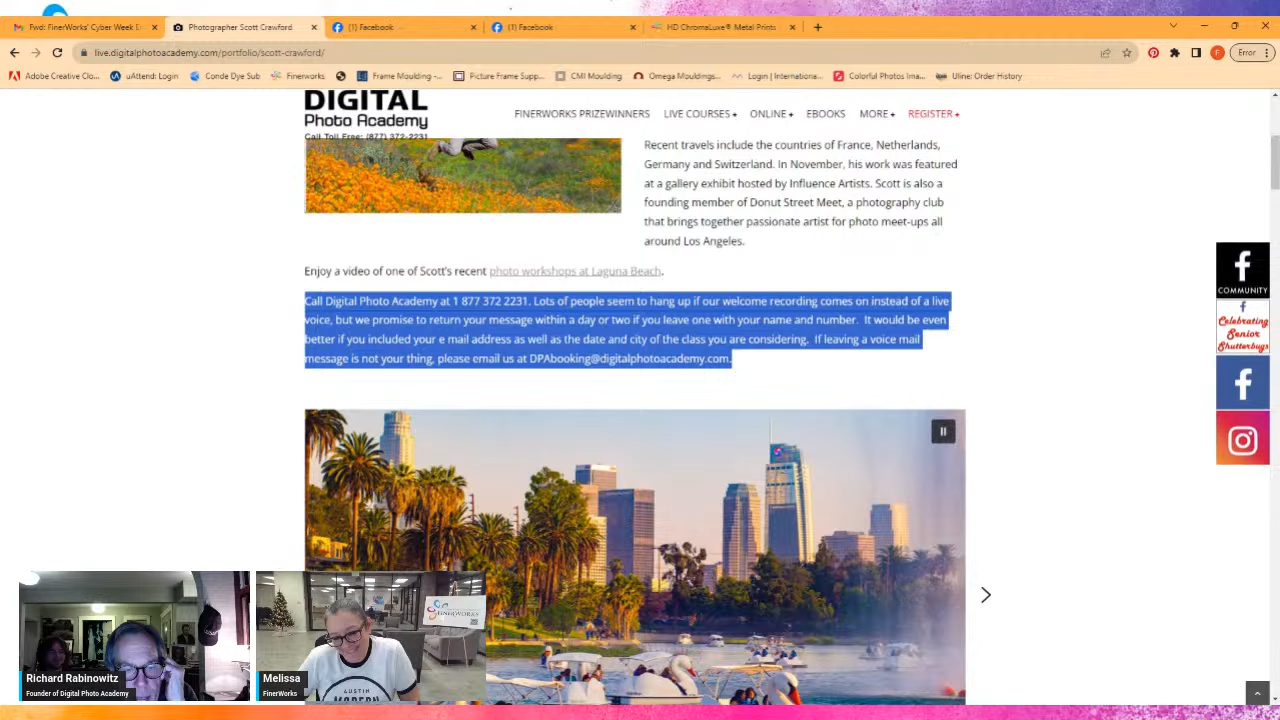 Fwd: FinerWorks' Cyber Week E
Photographer Scott Crawford
(1) Facebook
(1) Facebook
HD ChromaLuxe® Metal Prints
live.digitalphotoacademy.com/portfolio/scott-crawford/
F
Error
Adobe Creative Clo...
uAttend: Login
Conde Dye Sub
Finerworks
Frame Moulding -...
Picture Frame Supp...
CMI Moulding
Omega Mouldings...
Login | Internationa...
Colorful Photos Ima...
Uline: Order History
DIGITAL
Photo Academy
Call Toll Free: (877) 372-2231
FINERWORKS PRIZEWINNERS
LIVE COURSES +
ONLINE +
EBOOKS
MORE +
REGISTER +
Recent travels include the countries of France, Netherlands,
Germany and Switzerland. In November, his work was featured
at a gallery exhibit hosted by Influence Artists. Scott is also a
founding member of Donut Street Meet, a photography club
that brings together passionate artist for photo meet-ups all
around Los Angeles.
Enjoy a video of one of Scott's recent photo workshops at Laguna Beach.
Call Digital Photo Academy at 1 877 372 2231. Lots of people seem to hang up if our welcome recording comes on instead of a live
voice, but we promise to return your message within a day or two if you leave one with your name and number. It would be even
better if you included your e mail address as well as the date and city of the class you are considering. If leaving a voice mail
message is not your thing, please email us at DPAbooking@digitalphotoacademy.com.
COMMUNITY
Celebrating
Senior
Shutterbugs
FINERWORKS
AUSTIN
Richard Rabinowitz
Founder of Digital Photo Academy
Melissa
FinerWorks